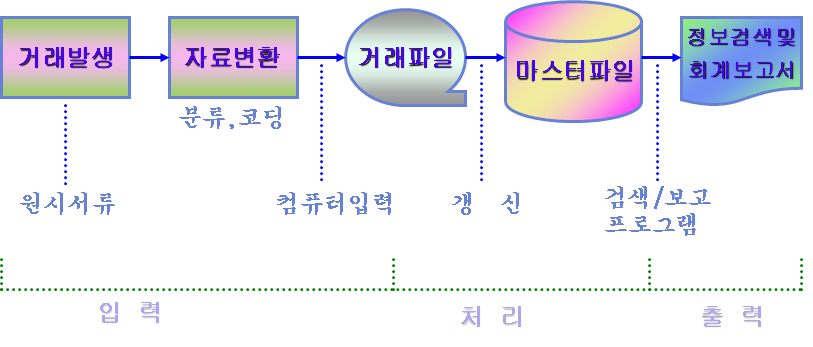 거래발생
자료변환
거래파일
마스터파일
정보검색 및
회계보고서
분류,코딩
원시서류
컴퓨터입력
갱 신
검색/보고
프로그램
입 력
처 리
출 력